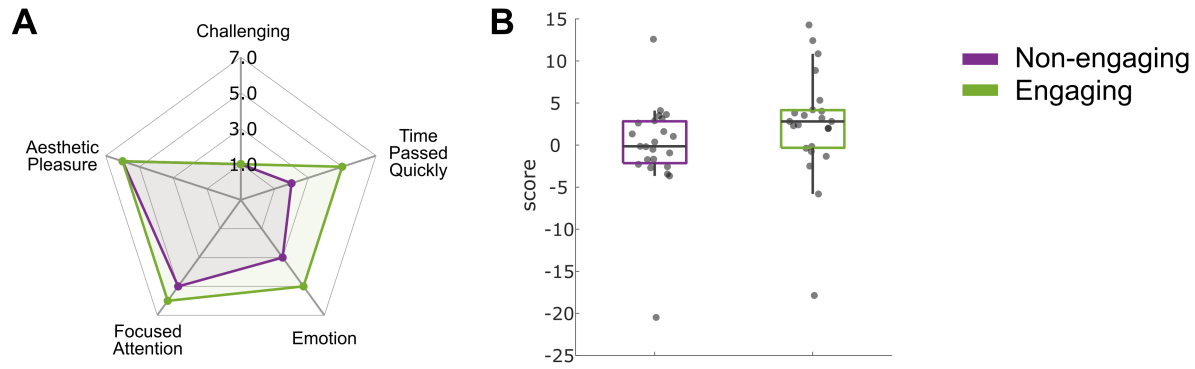 A
Challenging
7.0
5.0
3.0
1.0
Time
Passed
Quickly
Aesthetic
Pleasure
Focused
Attention
Emotion
B
15
10
5
0
-5
-10
-15
-20
-25
score
Non-engaging
Engaging